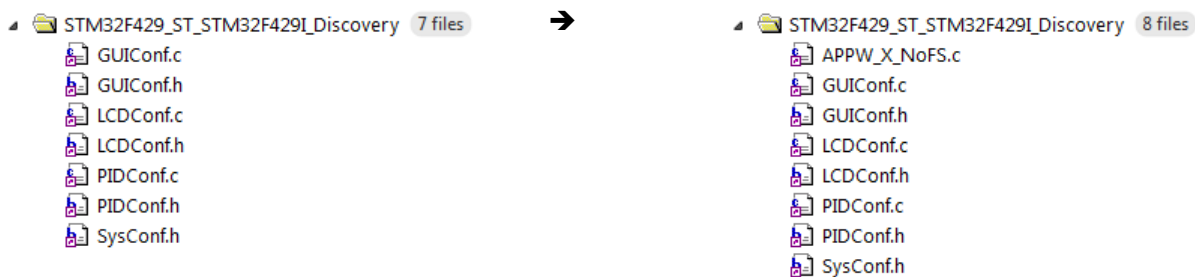 STM32F429_ST_STM32F429I_Discovery 7 files
GUIConf.c
GUIConf.h
LCDConf.c
LCDConf.h
PIDConf.c
PIDConf.h
SysConf.h
➔
STM32F429_ST_STM32F429I_Discovery 8 files
APPW_X_NoFS.c
GUIConf.c
GUIConf.h
LCDConf.c
LCDConf.h
PIDConf.c
PIDConf.h
SysConf.h